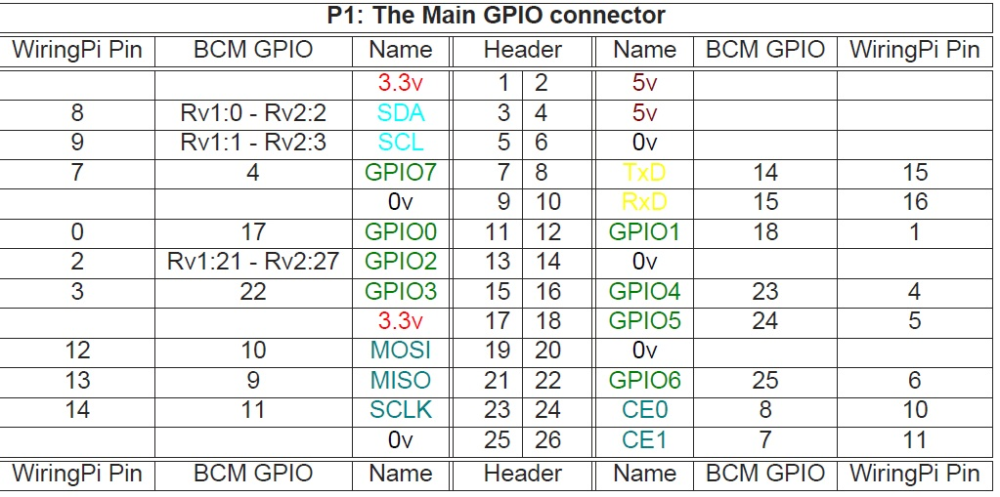 P1: The Main GPIO connector
WiringPi Pin BCM GPIO Name Header Name BCM GPIO WiringPi Pin
3.3v 1 2 5v
8 Rv1:0 - Rv2:2 SDA 3 4 5v
9 Rv1:1 - Rv2:3 SCL 5 6 0v
7 4 GPIO7 7 8 TxD 14 15
0v 9 10 RxD 15 16
0 17 GPIO0 11 12 GPIO1 18 1
2 Rv1:21 - Rv2:27 GPIO2 13 14 0v
3 22 GPIO3 15 16 GPIO4 23 4
3.3v 17 18 GPIO5 24 5
12 10 MOSI 19 20 0v
13 9 MISO 21 22 GPIO6 25 6
14 11 SCLK 23 24 CE0 8 10
0v 25 26 CE1 7 11
WiringPi Pin BCM GPIO Name Header Name BCM GPIO WiringPi Pin